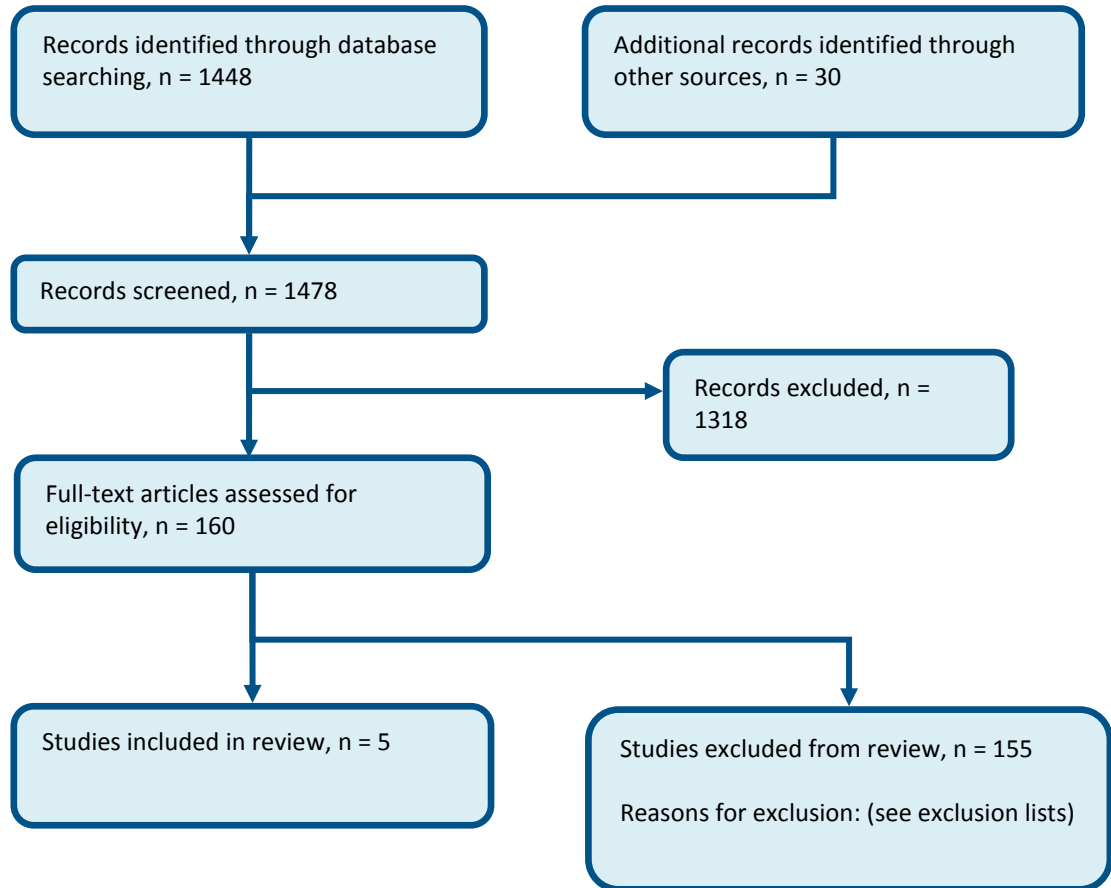 Records identified through database
searching, n = 1448
Additional records identified through
other sources, n = 30
Records screened, n = 1478
Records excluded, n =
1318
Full-text articles assessed for
eligibility, n = 160
Studies included in review, n = 5
Studies excluded from review, n = 155
Reasons for exclusion: (see exclusion lists)